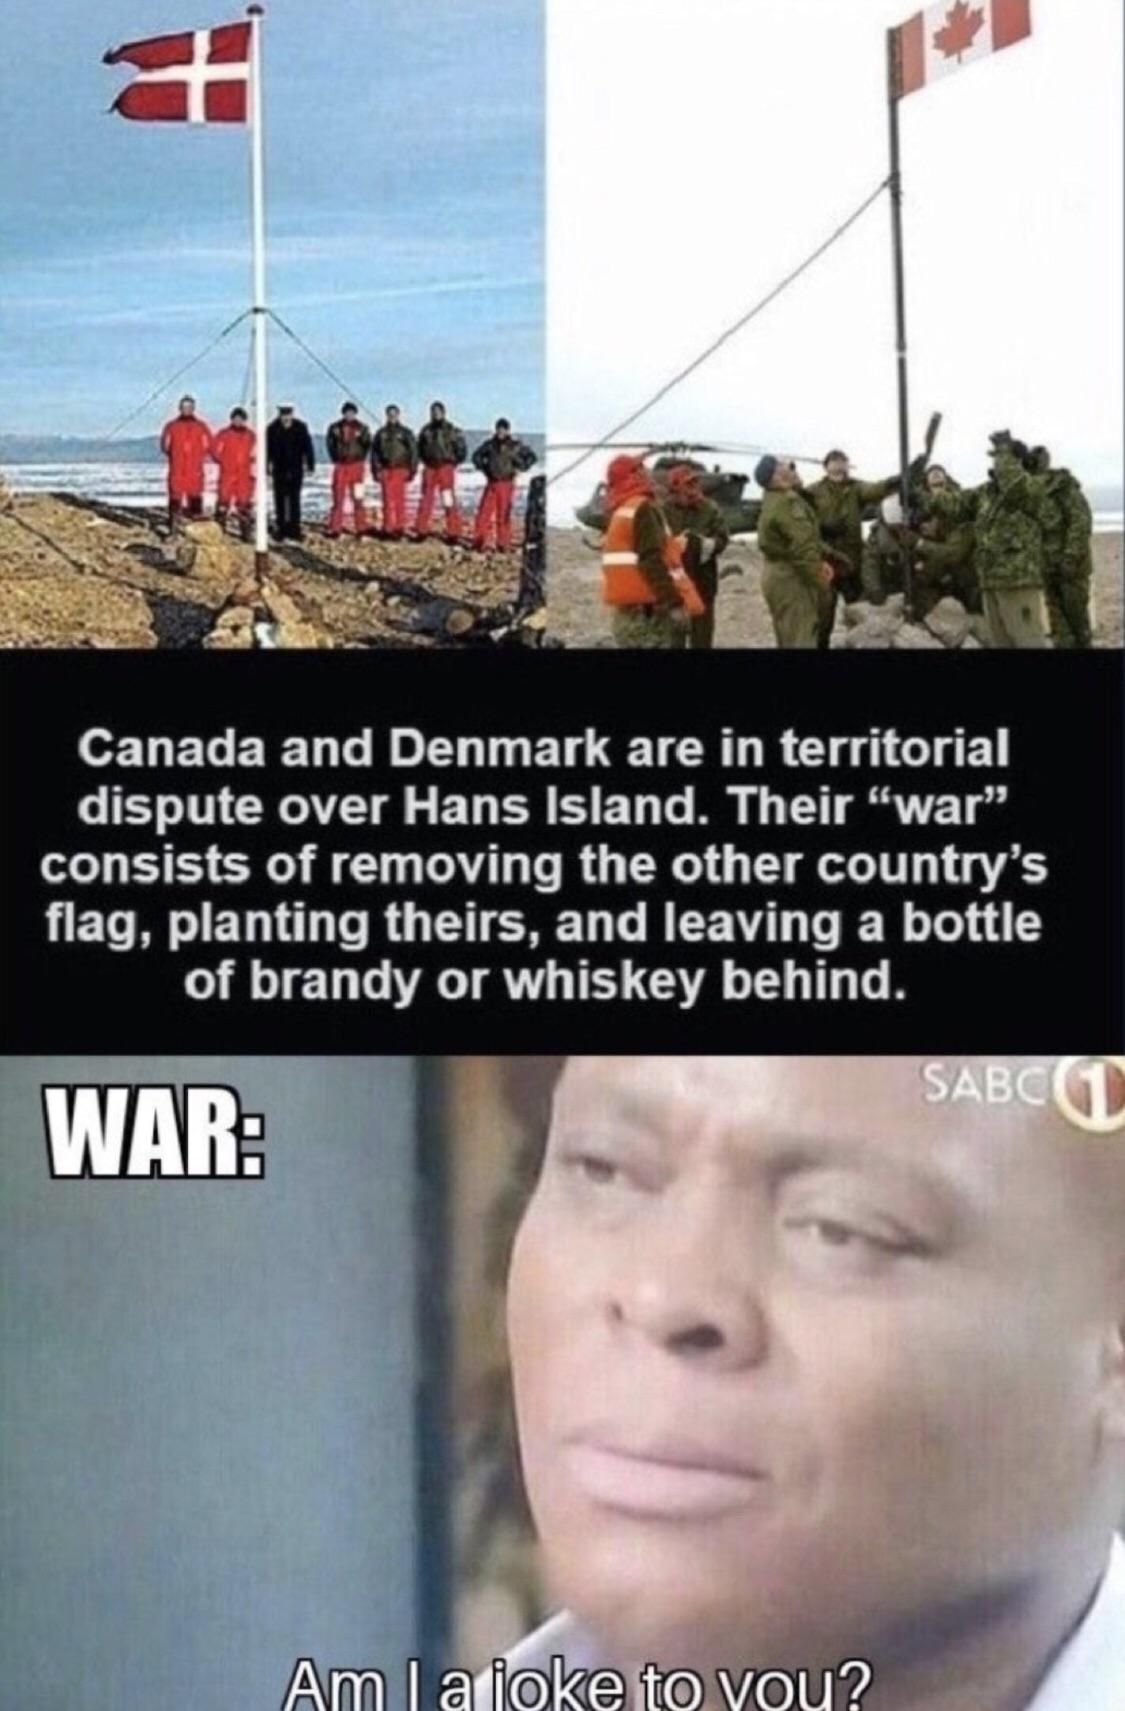 Canada and Denmark are in territorial
dispute over Hans Island. Their “war”
consists of removing the other country’s
flag, planting theirs, and leaving a bottle
of brandy or whiskey behind.
SABC 1
WAR:
Am I a joke to you?